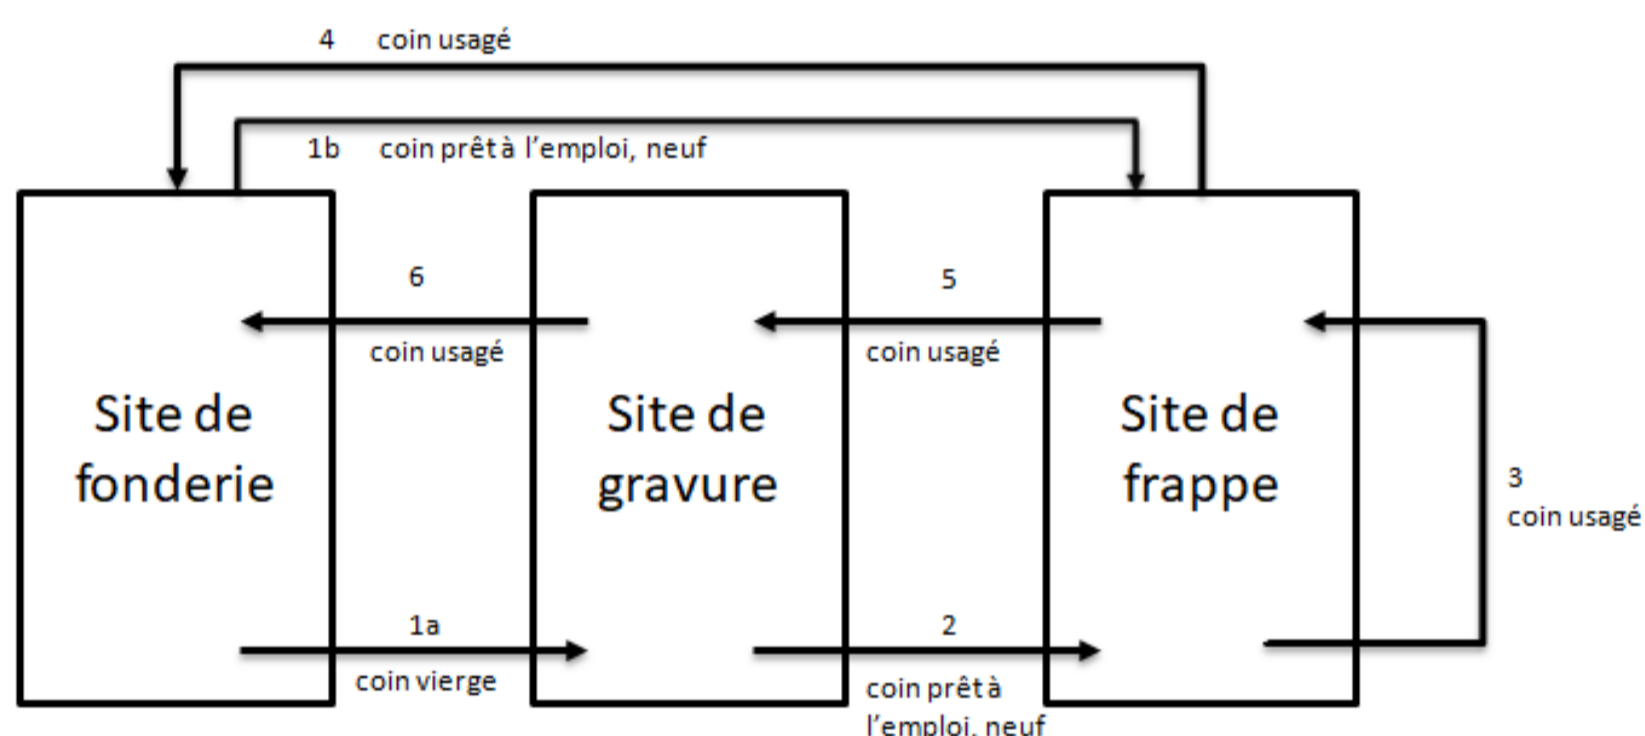 4 coin usagé
1b coin prêt à l'emploi, neuf
6
5
coin usagé
coin usagé
Site de
fonderie
Site de
gravure
Site de
frappe
3
coin usagé
1a
2
coin vierge
coin prêt à
l'emploi, neuf